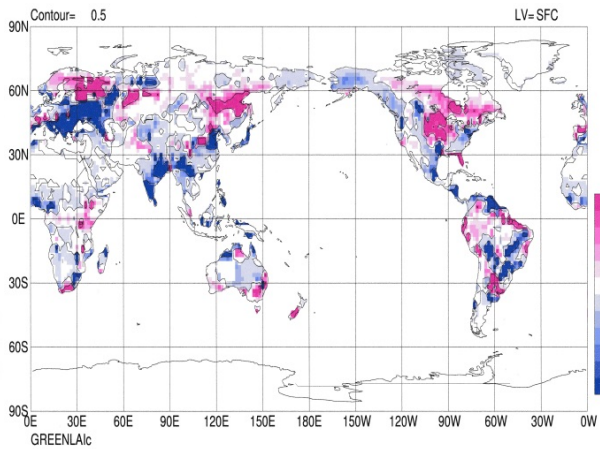 Contour= 0.5 LV= SFC
90N
60N
30N
0E
30S
60S
90S
0E 30E 60E 90E 120E 150E 180E 150W 120W 90W 60W 30W 0W
GREENLAIc